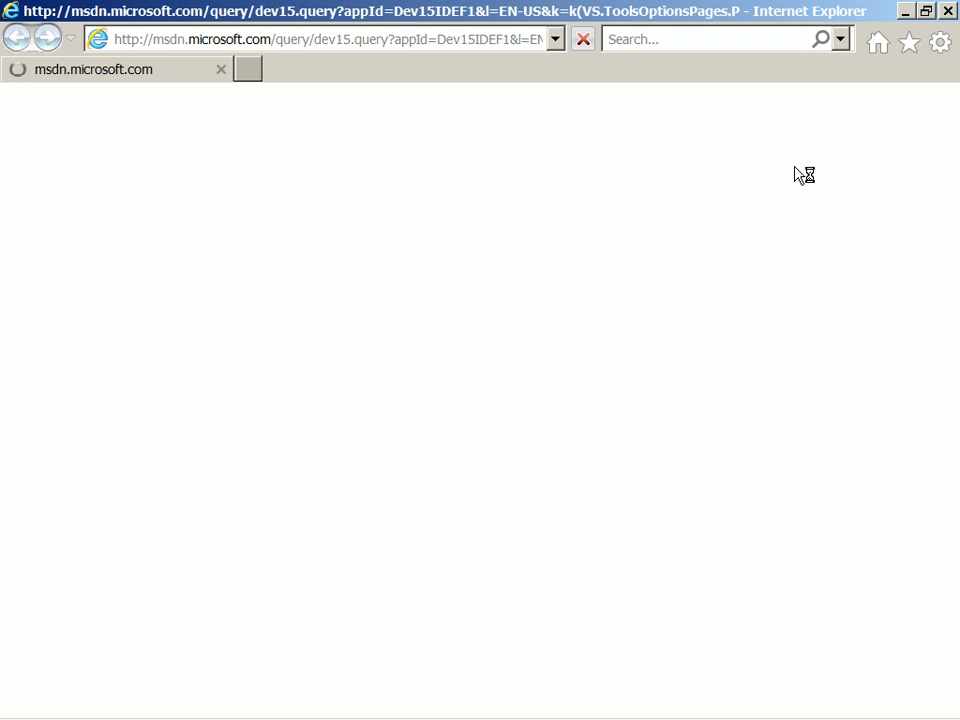 http://msdn.microsoft.com/query/dev15.query?appId=Dev15IDEF1&l=EN-US&k=k(VS.ToolsOptionsPages.P - Internet Explorer
http://msdn.microsoft.com/query/dev15.query?appId=Dev15IDEF1&l=EN
Search...
msdn.microsoft.com